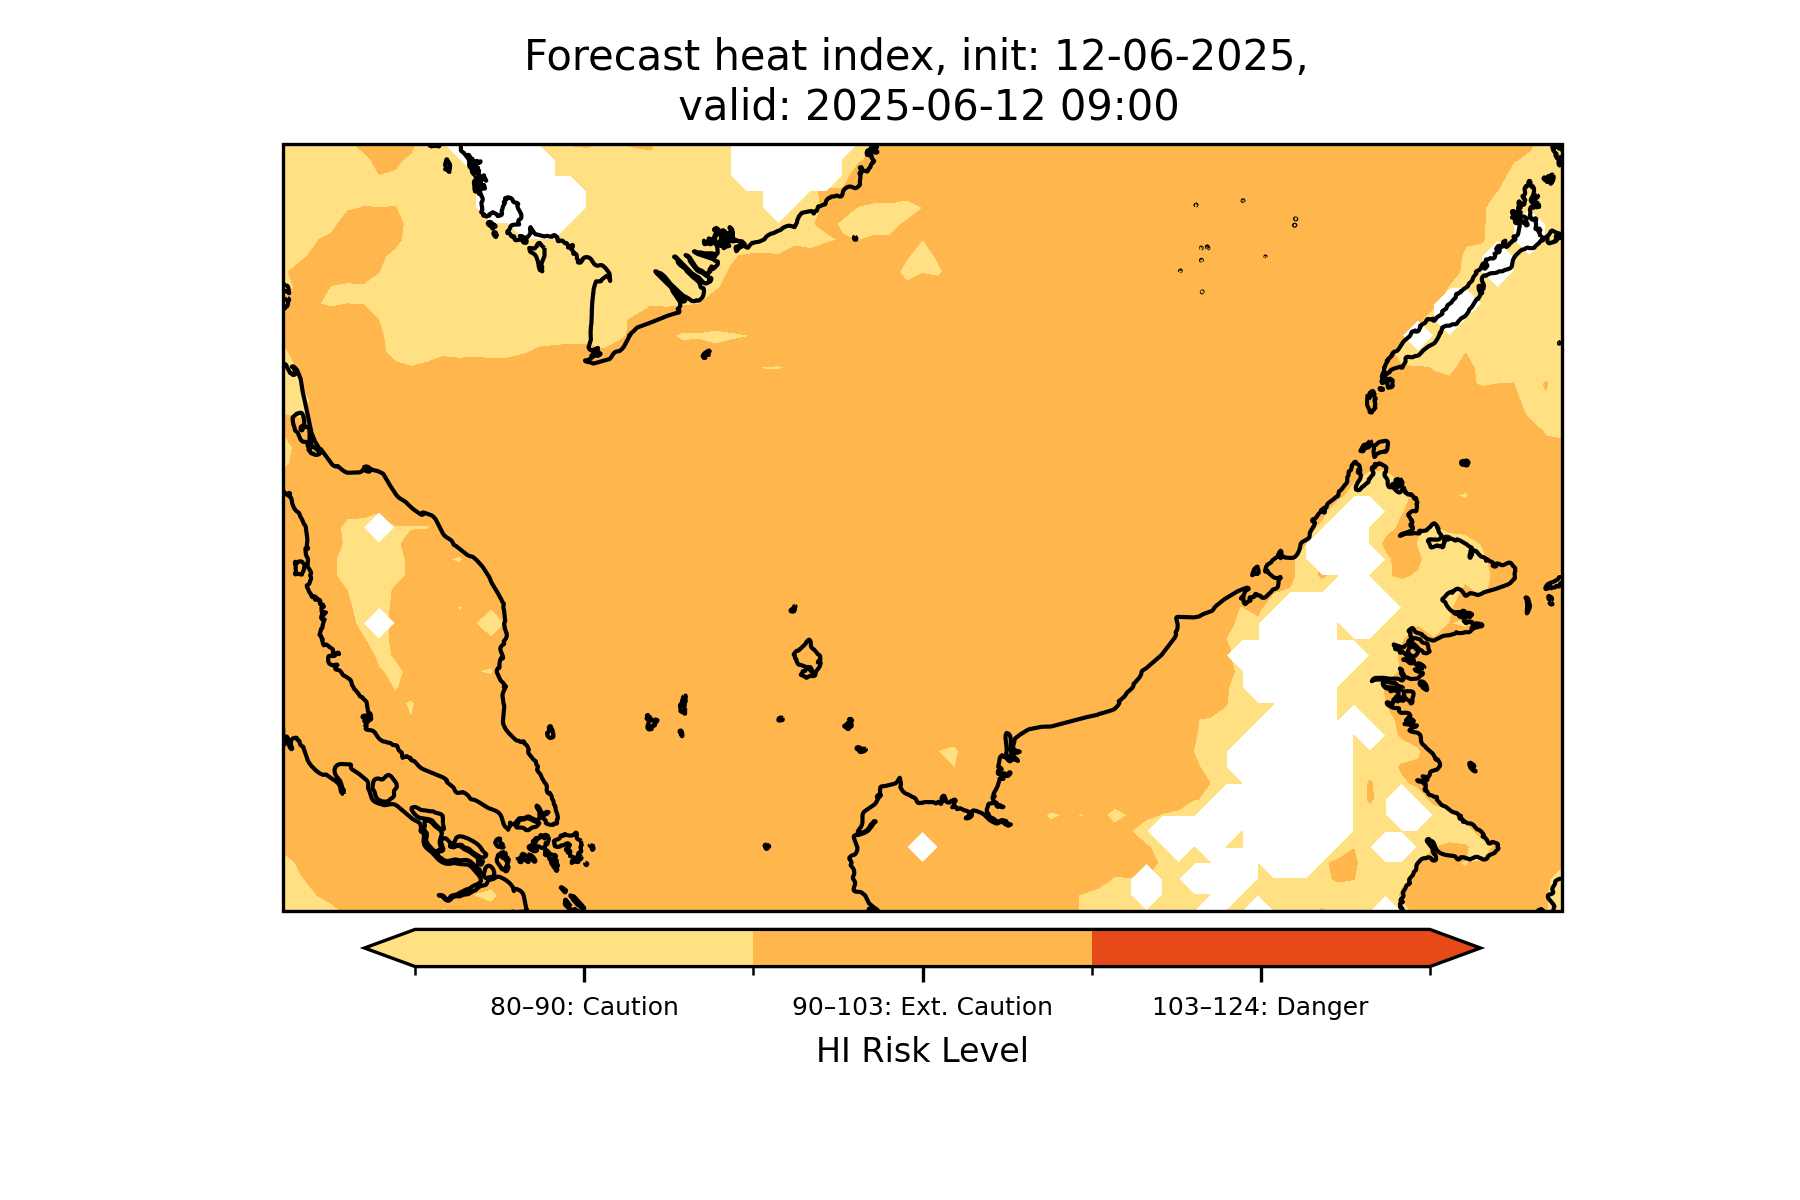 Forecast heat index, init: 12-06-2025,
valid: 2025-06-12 09:00
80–90: Caution
90–103: Ext. Caution
103–124: Danger
HI Risk Level